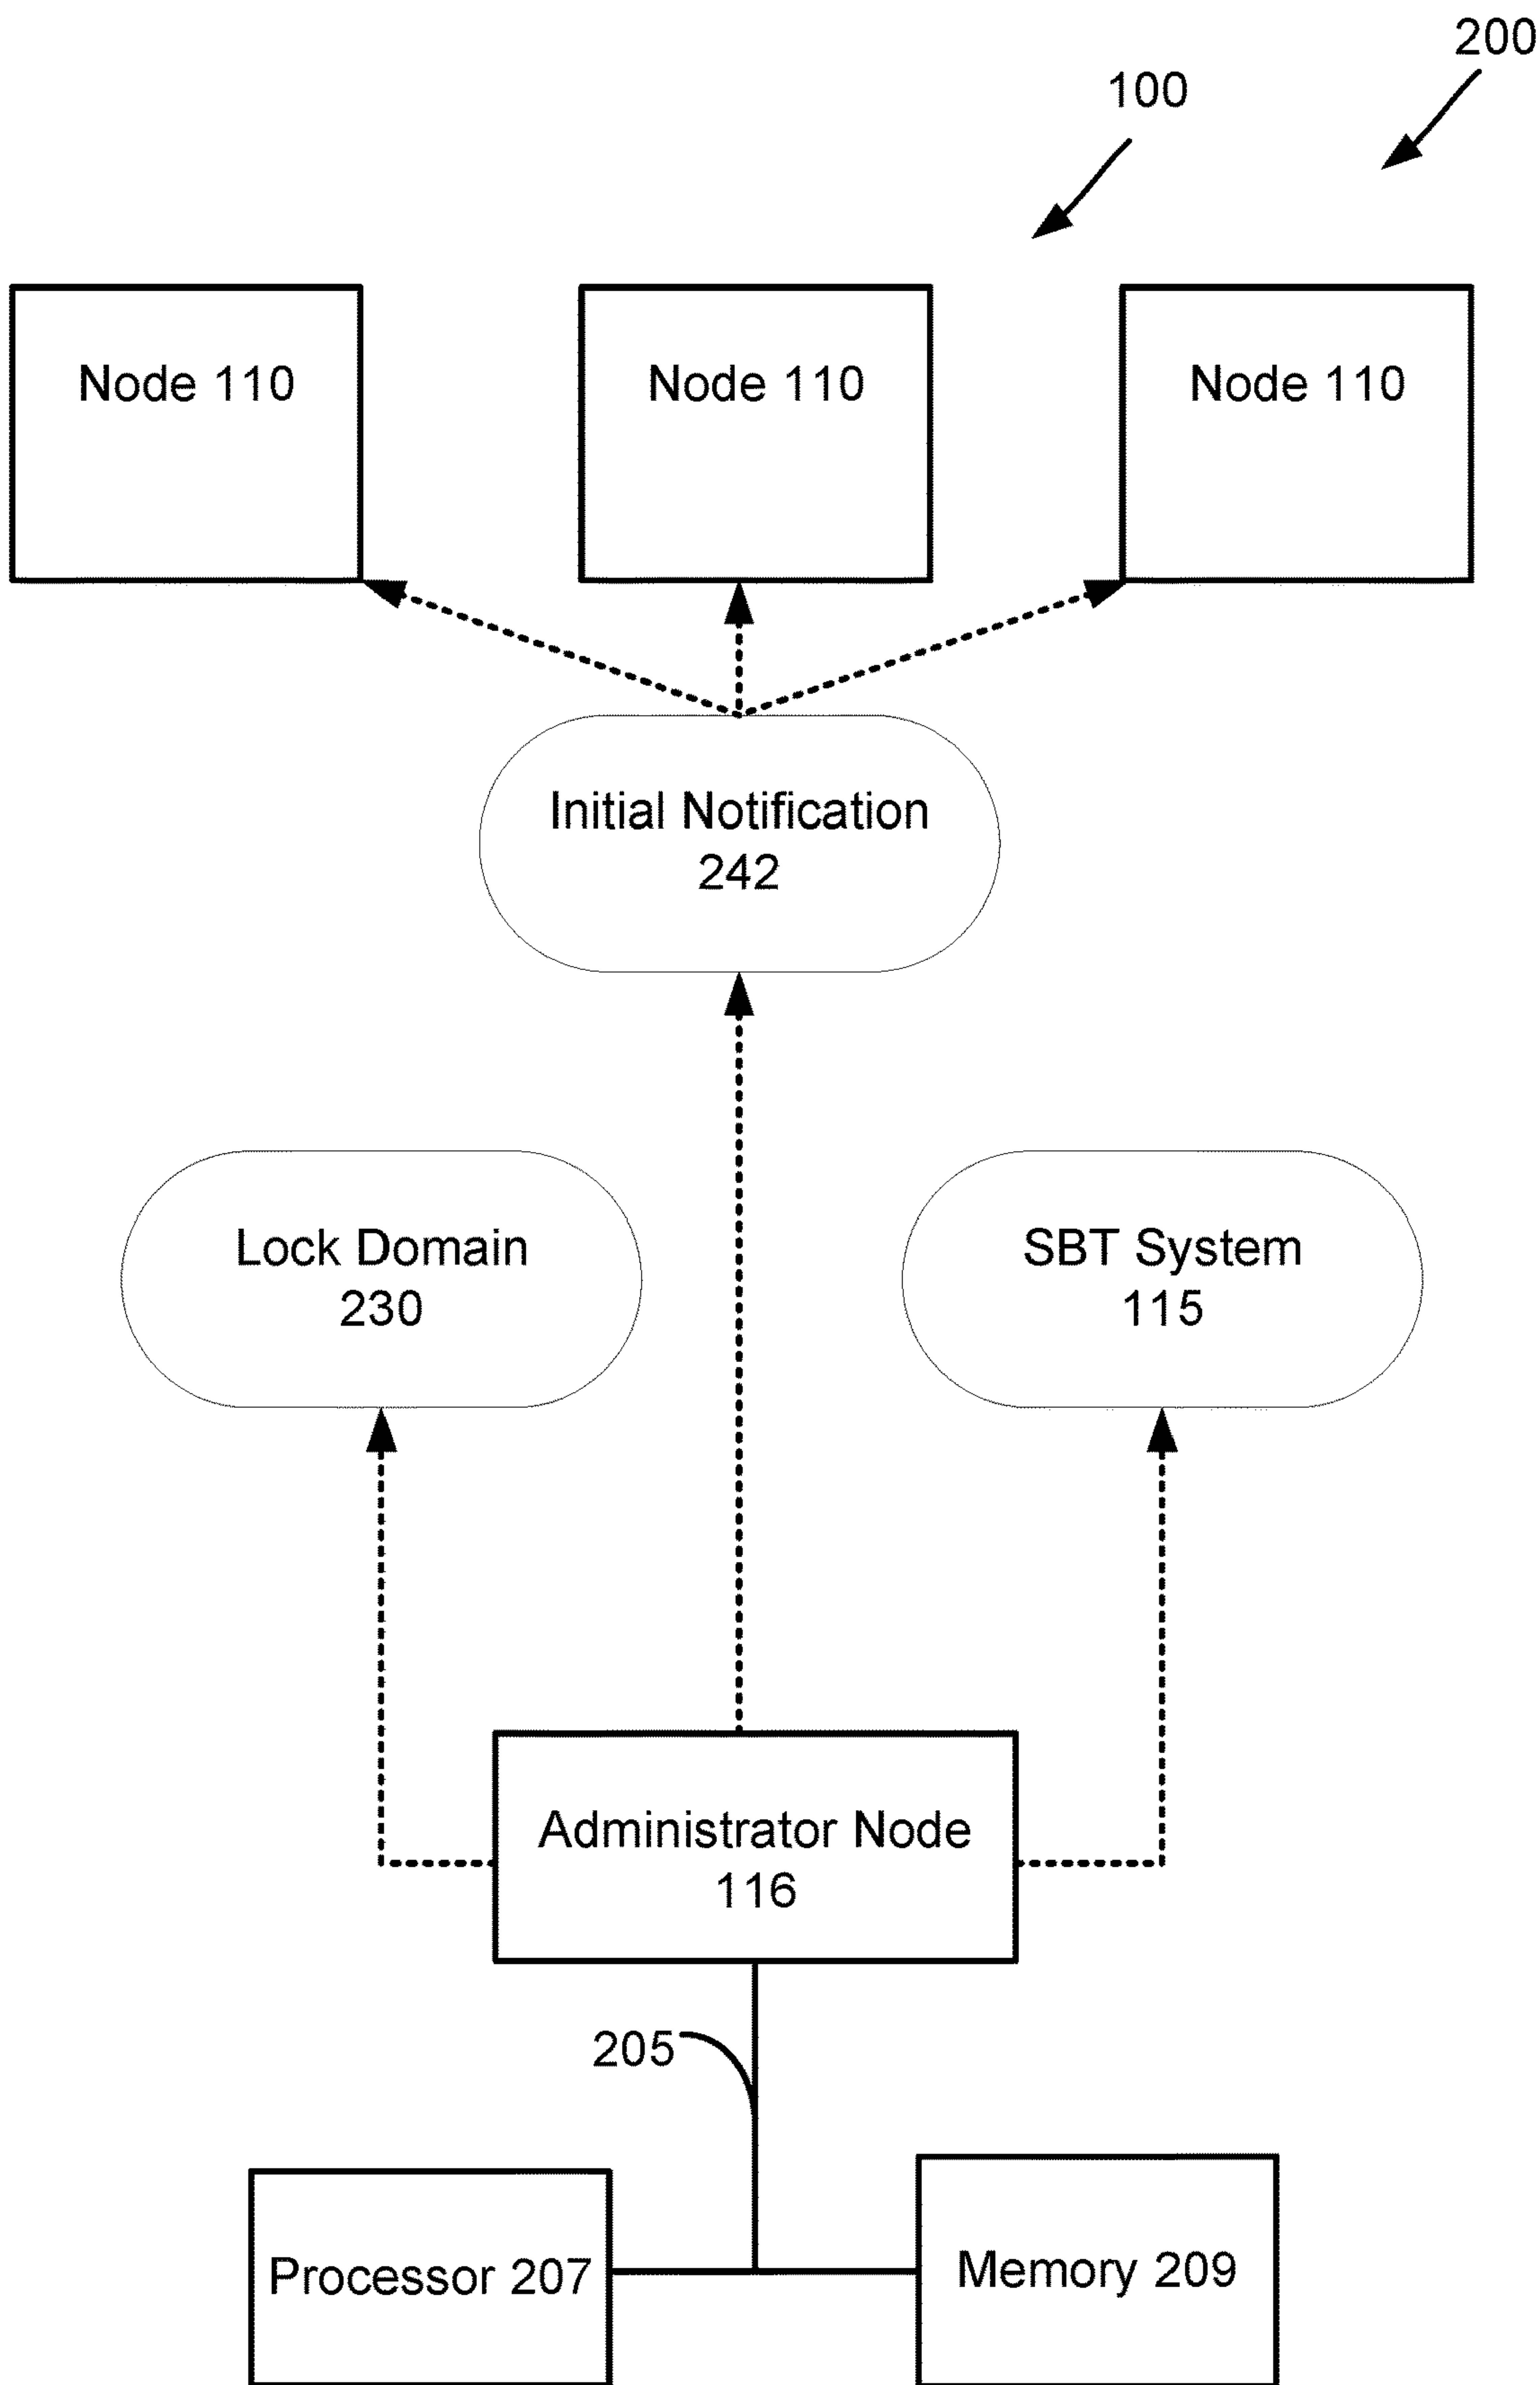 200
100
Node 110
Node 110
Node 110
Initial Notification
242
Lock Domain
230
SBT System
115
Administrator Node
116
205
Processor 207
Memory 209